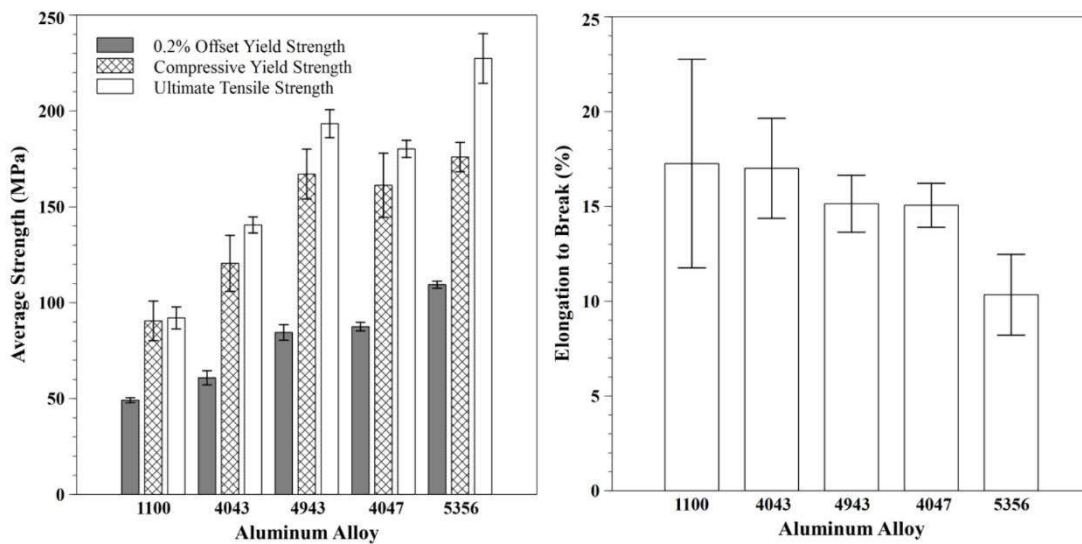 250
200
150
100
50
0
Average Strength (MPa)
0.2% Offset Yield Strength
Compressive Yield Strength
Ultimate Tensile Strength
1100 4043 4943 4047 5356
Aluminum Alloy
25
20
15
10
5
0
Elongation to Break (%)
1100 4043 4943 4047 5356
Aluminum Alloy